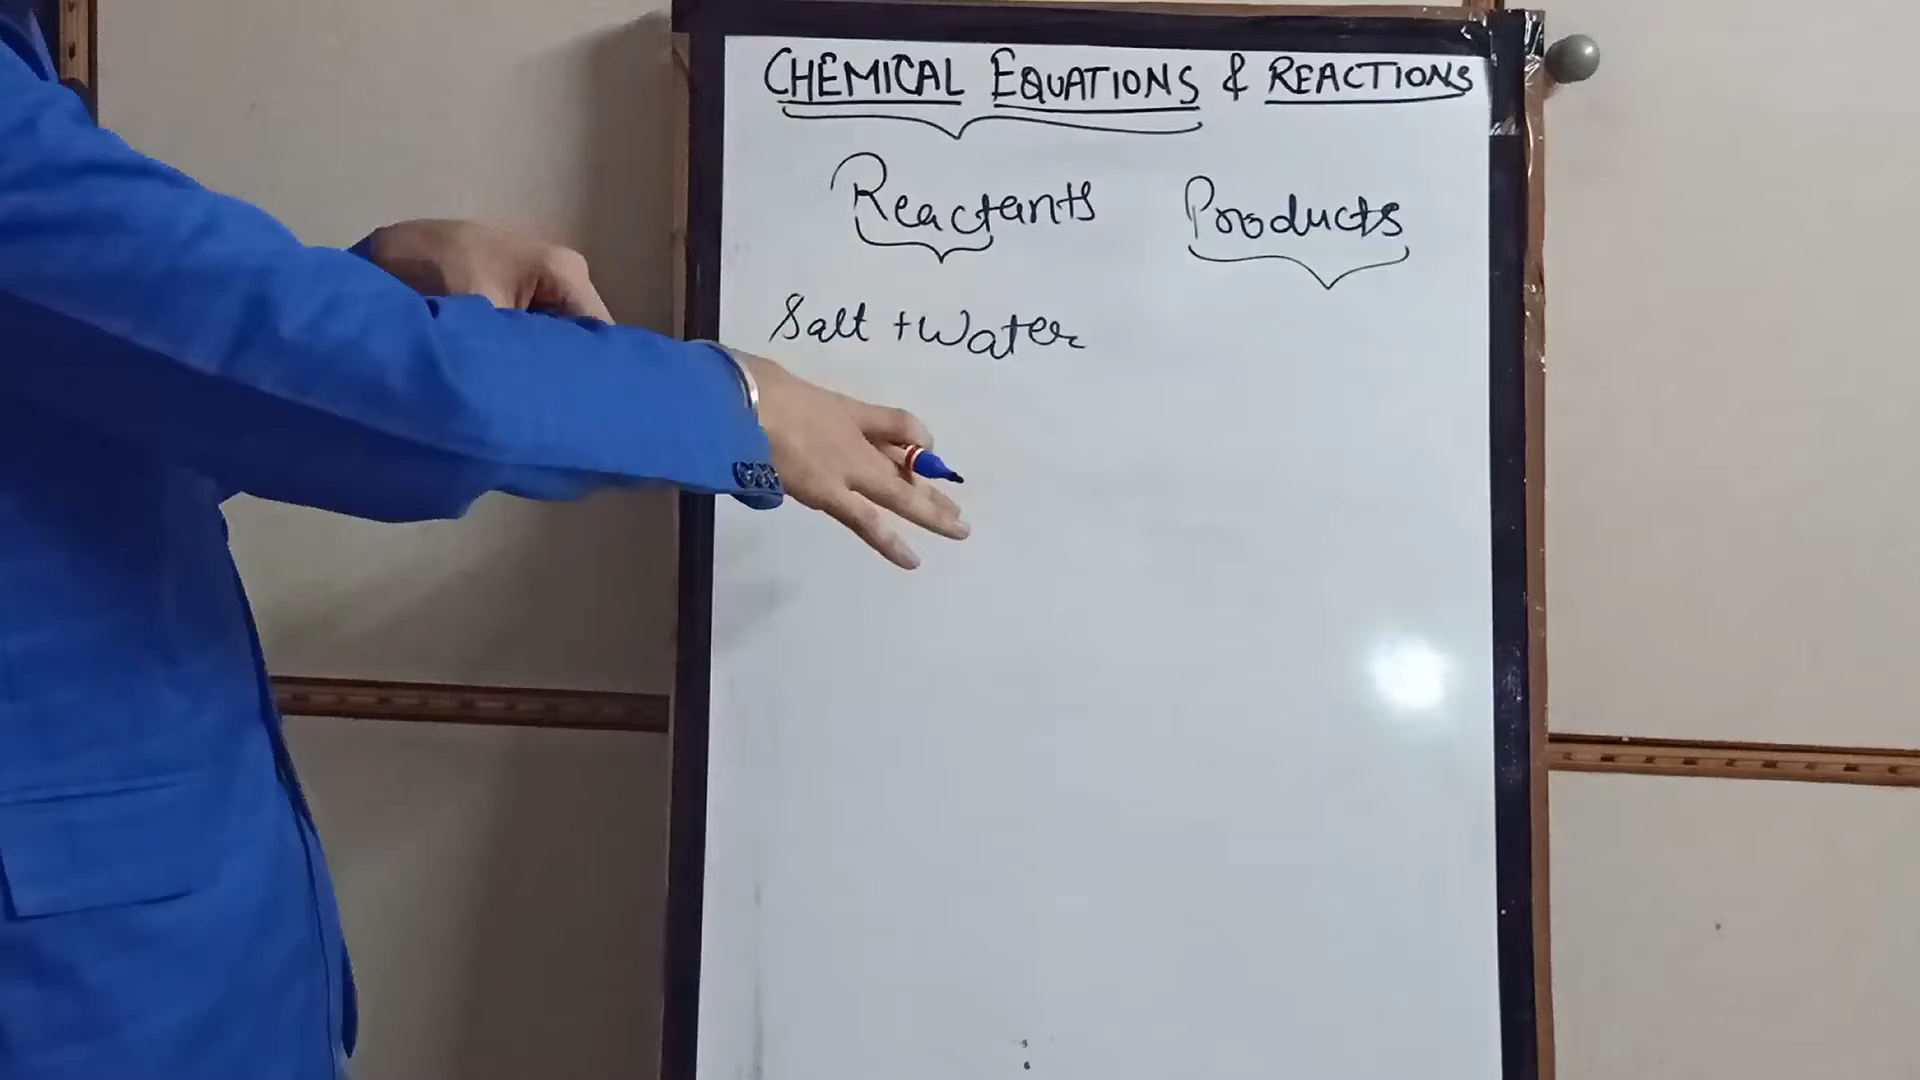 CHEMICAL EQUATIONS & REACTIONS
Reactants Products
Salt + Water